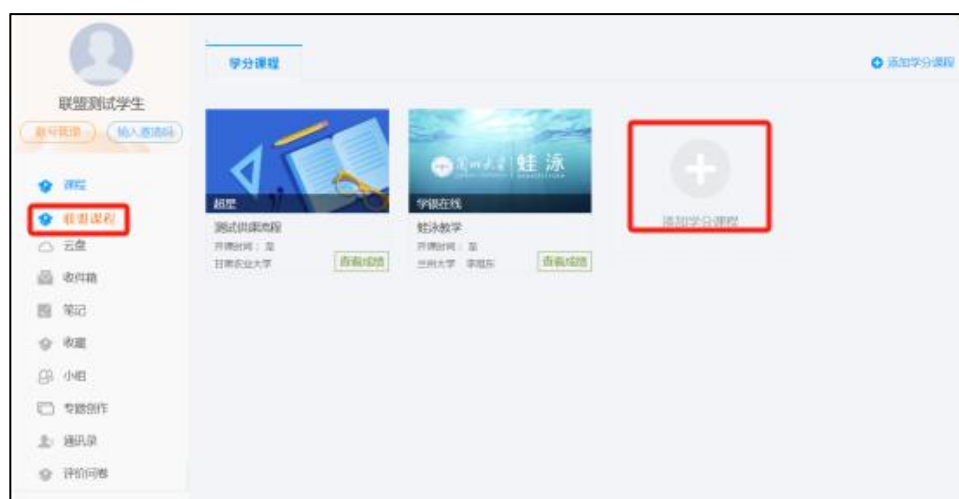 学分课程
添加学分课程
联盟测试学生
账号管理
输入邀请码
课程
联盟课程
云盘
收件箱
笔记
收藏
小组
专题创作
通讯录
评价问卷
兰州大学
蛙泳
超星
测试供课流程
开课时间：至
甘肃农业大学
查看成绩
学银在线
蛙泳教学
开课时间：至
兰州大学
查看成绩
添加学分课程